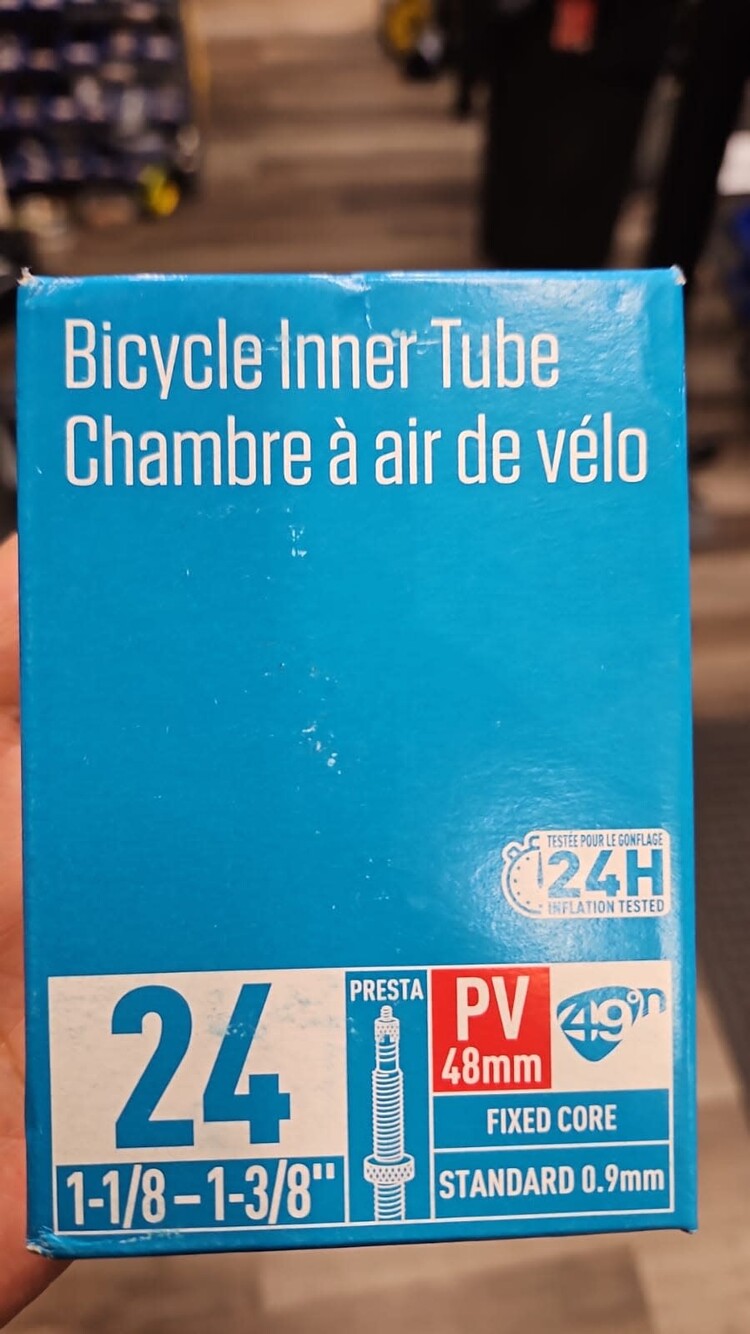 Bicycle Inner Tube
Chambre à air de vélo
TESTÉE POUR LE GONFLAGE
24H
INFLATION TESTED
24
1-1/8 – 1-3/8"
PRESTA
PV
48mm
49°N
FIXED CORE
STANDARD 0.9mm